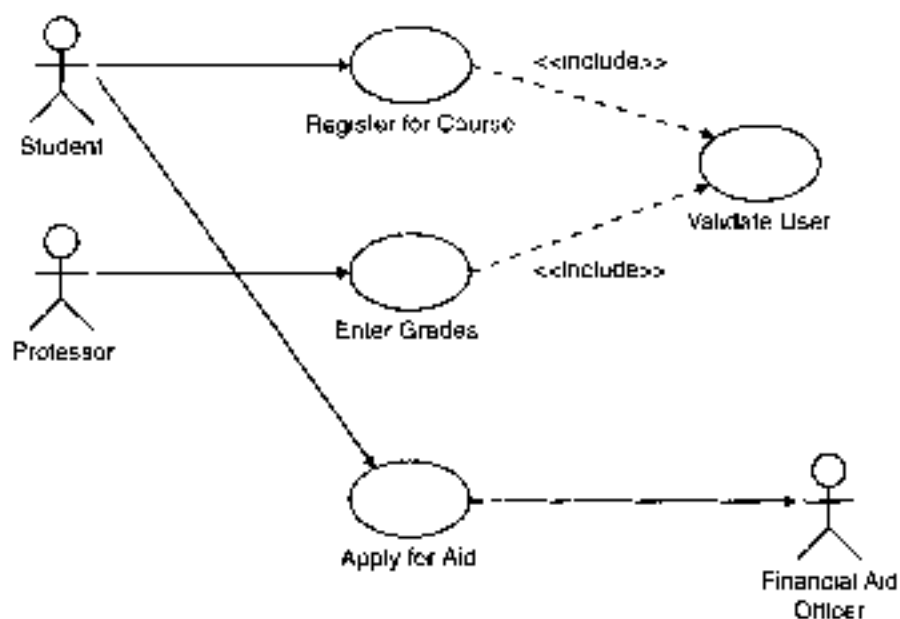 <<include>>
Register for Course
Student
Validate User
<<include>>
Enter Grades
Professor
Apply for Aid
Financial Aid
Officer